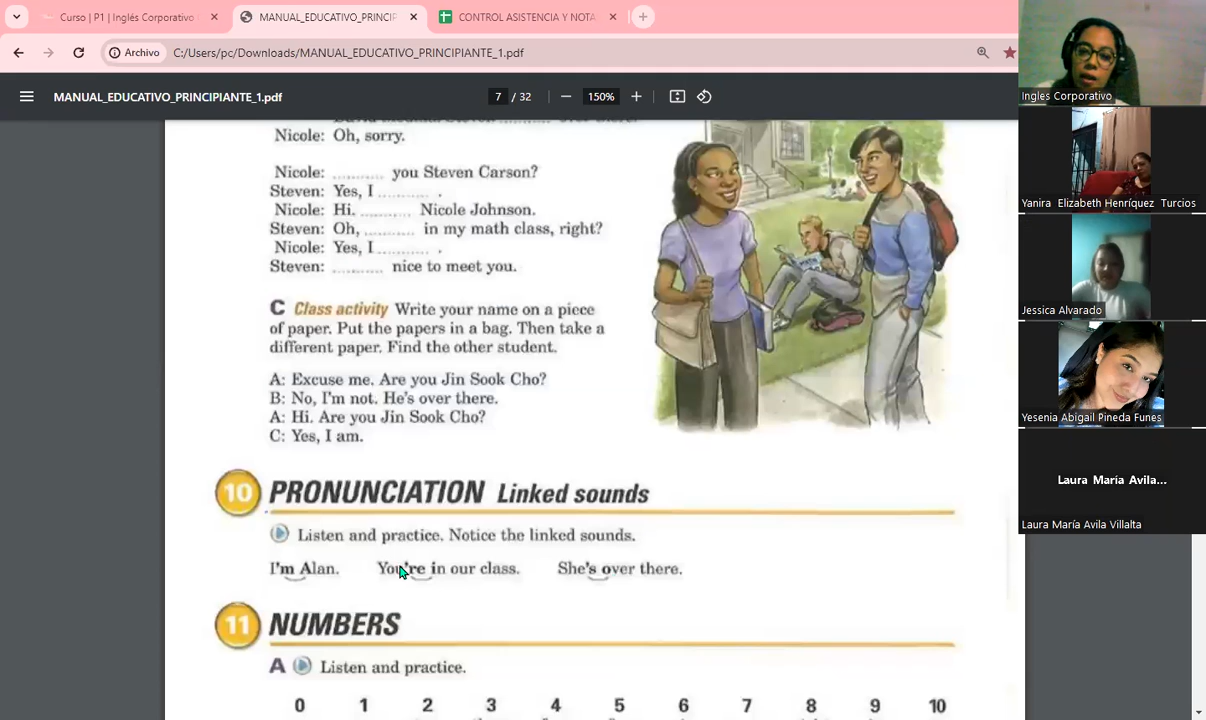 Curso | P1 | Inglés Corporativo
MANUAL_EDUCATIVO_PRINCIP
CONTROL ASISTENCIA Y NOTA
Archivo
C:/Users/pc/Downloads/MANUAL_EDUCATIVO_PRINCIPIANTE_1.pdf
MANUAL_EDUCATIVO_PRINCIPIANTE_1.pdf
7 / 32
150%
Nicole: Oh, sorry.
Nicole: .......... you Steven Carson?
Steven: Yes, I .......... .
Nicole: Hi. .......... Nicole Johnson.
Steven: Oh, .......... in my math class, right?
Nicole: Yes, I .......... .
Steven: .......... nice to meet you.
C Class activity Write your name on a piece
of paper. Put the papers in a bag. Then take a
different paper. Find the other student.
A: Excuse me. Are you Jin Sook Cho?
B: No, I'm not. He's over there.
A: Hi. Are you Jin Sook Cho?
C: Yes, I am.
10 PRONUNCIATION Linked sounds
Listen and practice. Notice the linked sounds.
I'm Alan. You're in our class. She's over there.
11 NUMBERS
A Listen and practice.
0 1 2 3 4 5 6 7 8 9 10
Ingles Corporativo
Yanira Elizabeth Henríquez Turcios
Jessica Alvarado
Yesenia Abigail Pineda Funes
Laura María Avila...
Laura María Avila Villalta